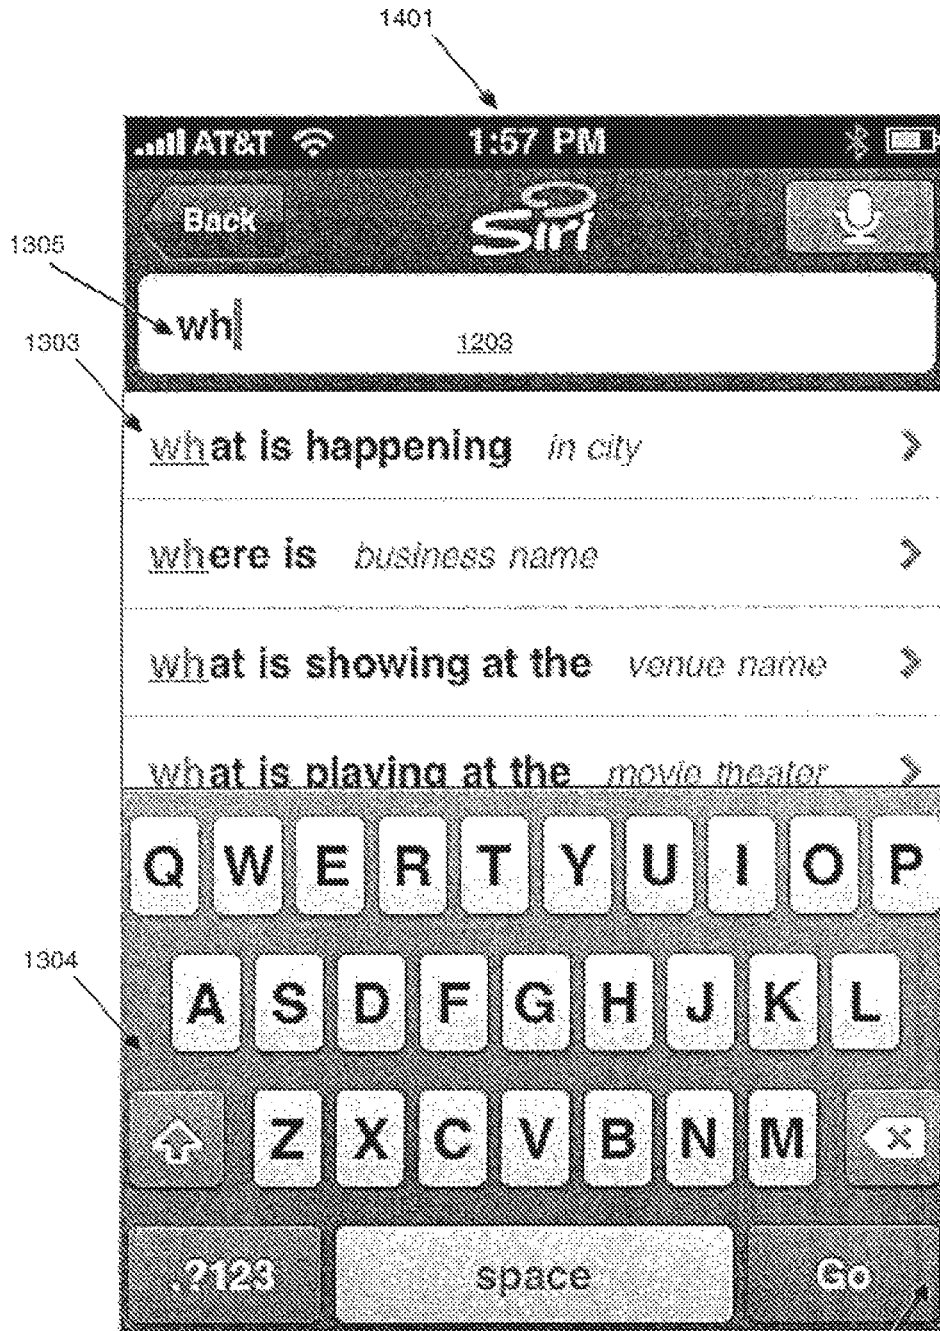 1401
AT&T 1:57 PM
Back Siri
1305
wh
1203
1303
what is happening in city
where is business name
what is showing at the venue name
what is playing at the movie theater
Q W E R T Y U I O P
1304
A S D F G H J K L
Z X C V B N M
.?123 space Go